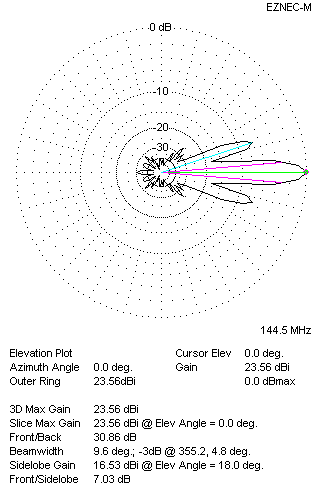 EZNEC-M
0 dB
-10
-20
-30
144.5 MHz
Elevation Plot Cursor Elev 0.0 deg.
Azimuth Angle 0.0 deg. Gain 23.56 dBi
Outer Ring 23.56dBi 0.0 dBmax
3D Max Gain 23.56 dBi
Slice Max Gain 23.56 dBi @ Elev Angle = 0.0 deg.
Front/Back 30.86 dB
Beamwidth 9.6 deg.; -3dB @ 355.2, 4.8 deg.
Sidelobe Gain 16.53 dBi @ Elev Angle = 18.0 deg.
Front/Sidelobe 7.03 dB